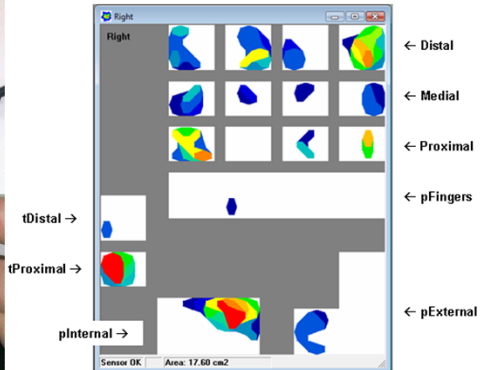 Right
Right
← Distal
← Medial
← Proximal
← pFingers
tDistal →
tProximal →
← pExternal
pInternal →
Sensor OK Area: 17.60 cm2